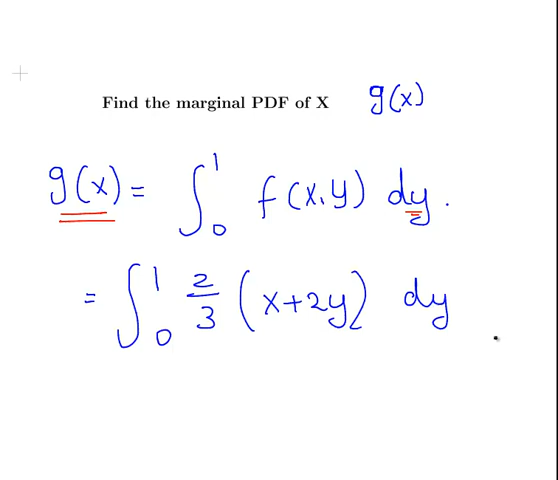 Find the marginal PDF of X g(x)
g(x) = ∫₀¹ f(x,y) dy.
= ∫₀¹ 2/3 (x+2y) dy